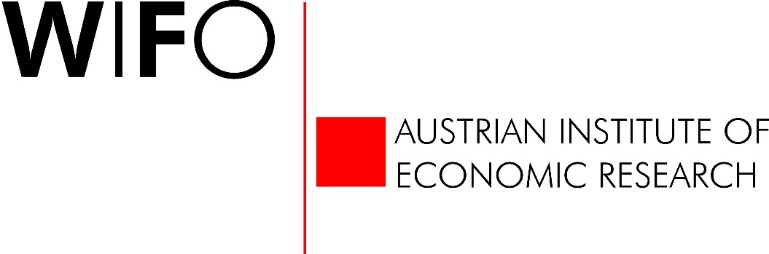 WIFO
AUSTRIAN INSTITUTE OF
ECONOMIC RESEARCH